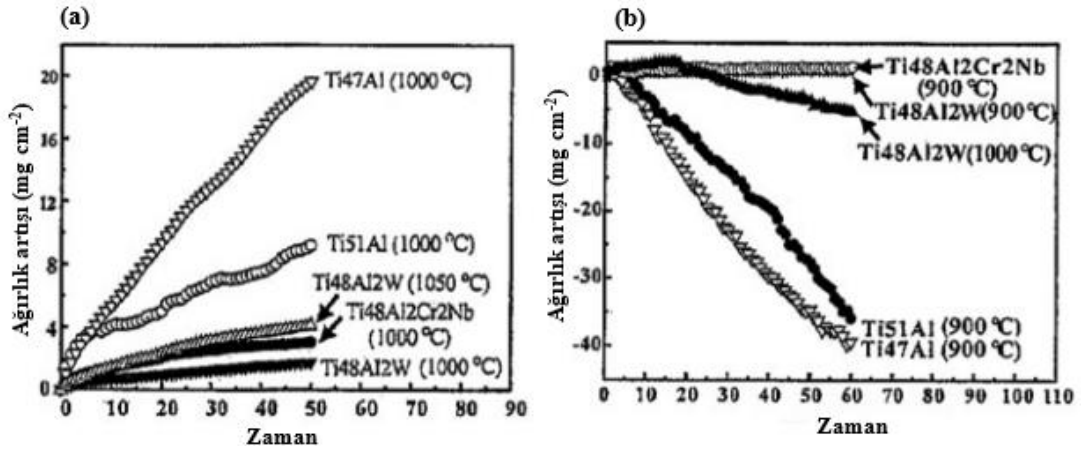 (a)
Ağırlık artışı (mg cm⁻²)
20
16
12
8
4
0
Ti47Al (1000 °C)
Ti51Al (1000 °C)
Ti48Al2W (1050 °C)
Ti48Al2Cr2Nb
(1000 °C)
Ti48Al2W (1000 °C)
0 10 20 30 40 50 60 70 80 90
Zaman
(b)
Ağırlık artışı (mg cm⁻²)
0
-10
-20
-30
-40
Ti48Al2Cr2Nb
(900 °C)
Ti48Al2W(900 °C)
Ti48Al2W(1000 °C)
Ti51Al (900 °C)
Ti47Al (900 °C)
0 10 20 30 40 50 60 70 80 90 100 110
Zaman